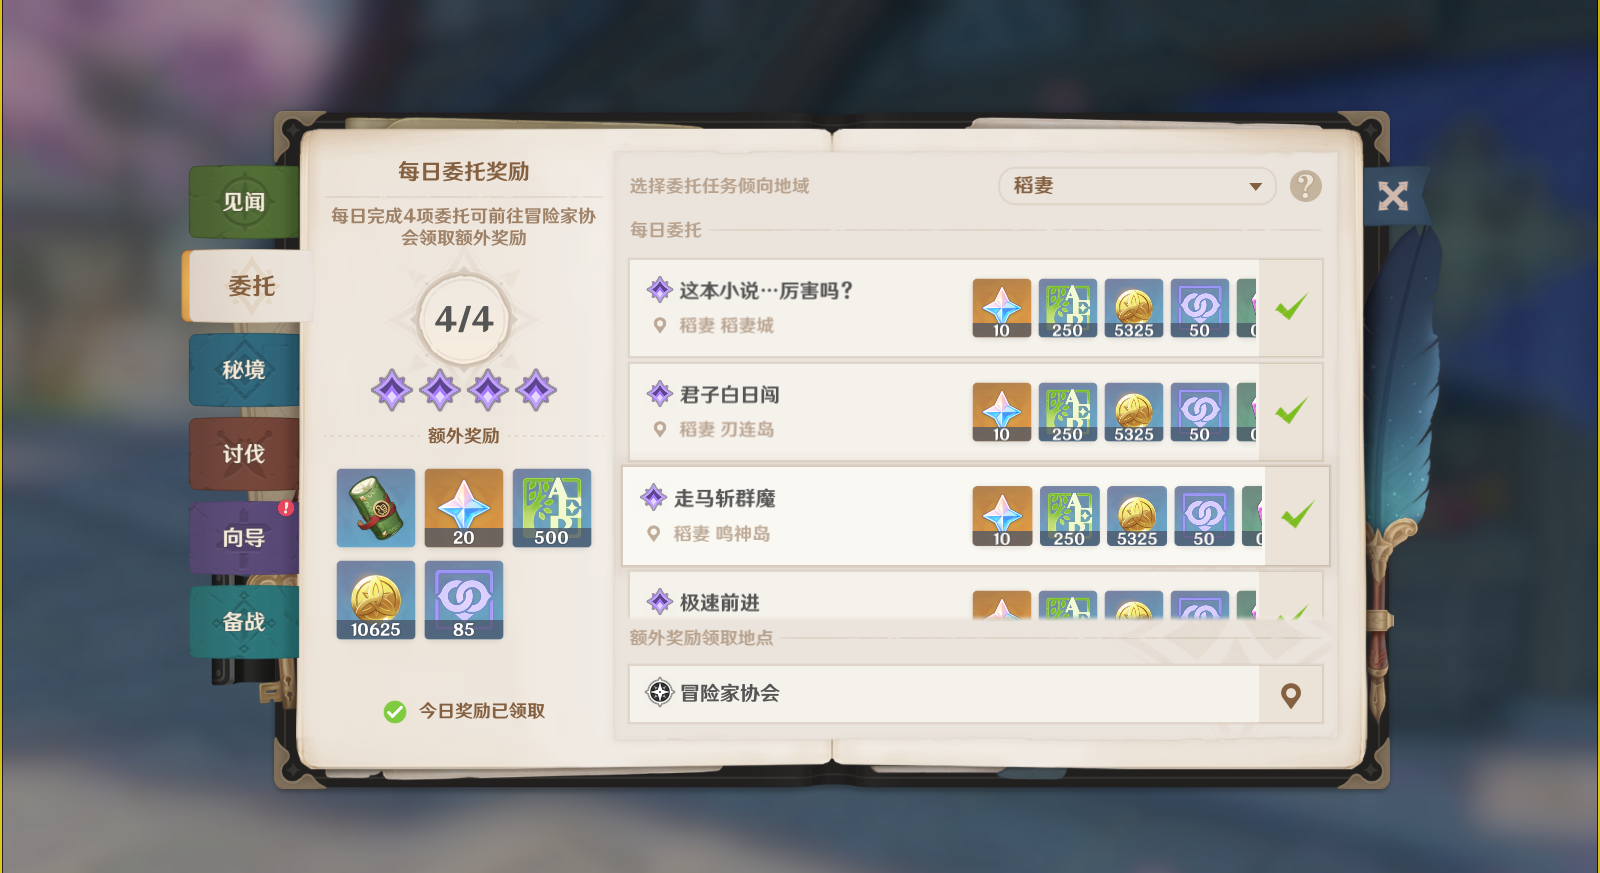 见闻
委托
秘境
讨伐
向导
备战
每日委托奖励
每日完成4项委托可前往冒险家协
会领取额外奖励
4/4
额外奖励
20
500
10625
85
今日奖励已领取
选择委托任务倾向地域
稻妻
?
每日委托
这本小说…厉害吗？
稻妻 稻妻城
10
250
5325
50
君子白日闯
稻妻 刃连岛
10
250
5325
50
走马斩群魔
稻妻 鸣神岛
10
250
5325
50
极速前进
额外奖励领取地点
冒险家协会